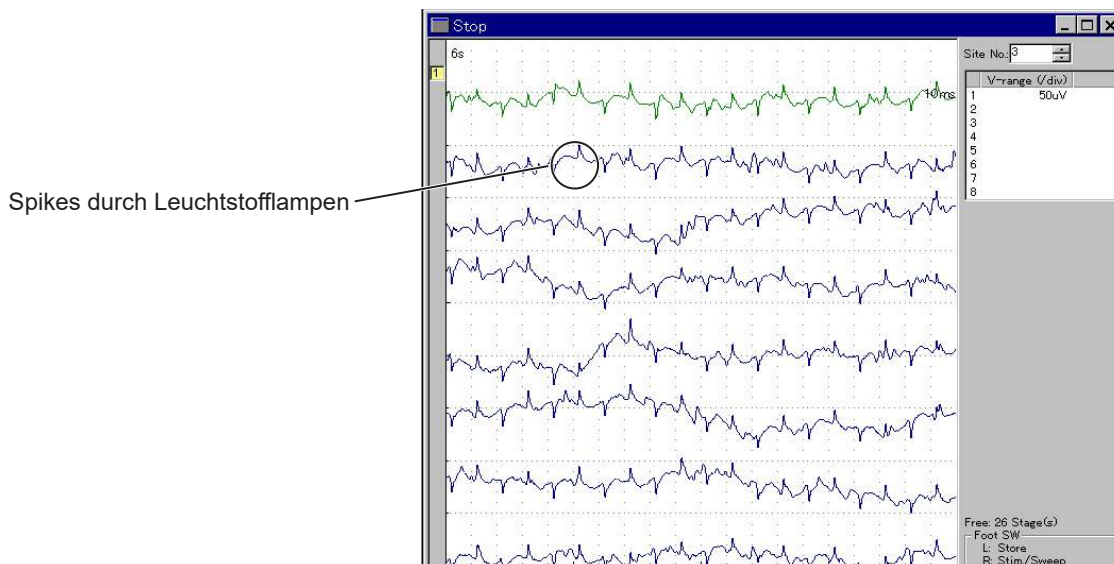 Stop
6s
1
10ms
Site No.: 3
V-range (/div)
1 50uV
2
3
4
5
6
7
8
Spikes durch Leuchtstofflampen
Free: 26 Stage(s)
Foot SW
L: Store
R: Stim./Sweep